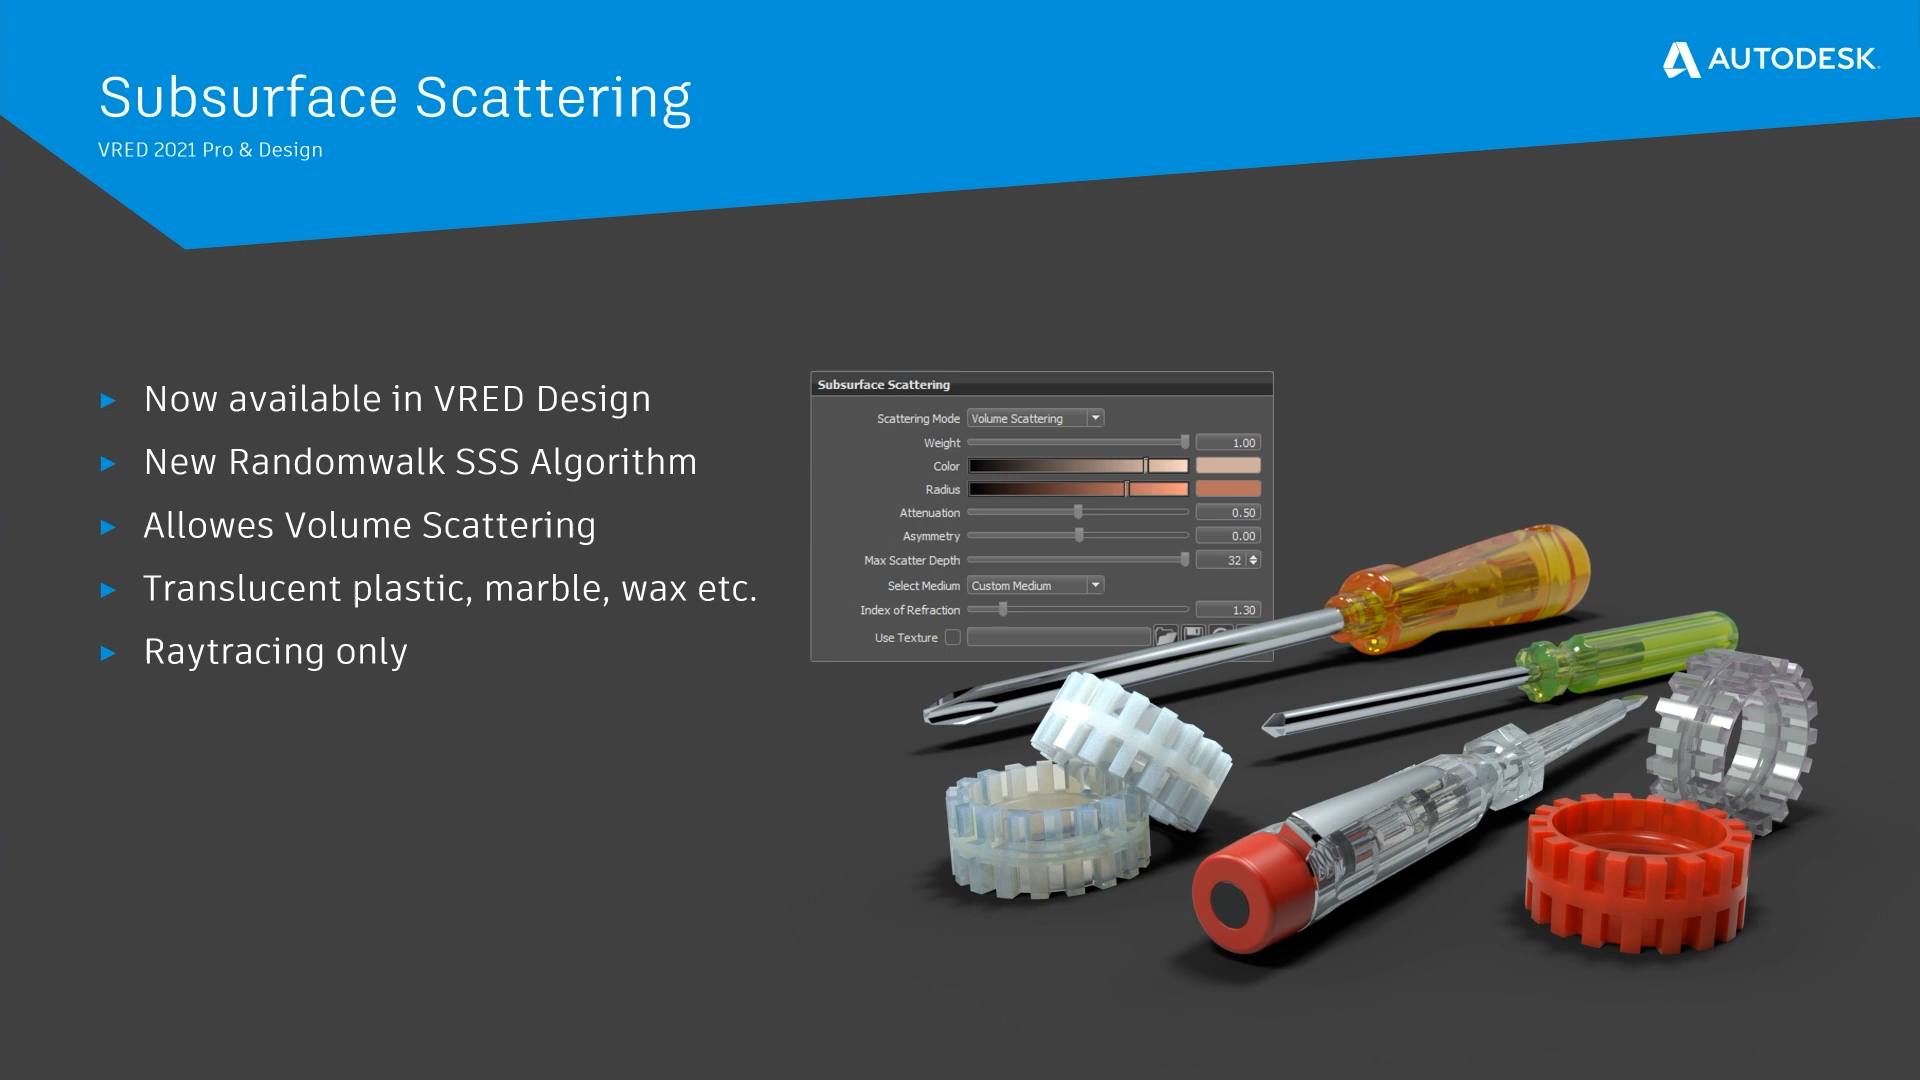 AUTODESK
Subsurface Scattering
VRED 2021 Pro & Design
Now available in VRED Design
New Randomwalk SSS Algorithm
Allowes Volume Scattering
Translucent plastic, marble, wax etc.
Raytracing only
Subsurface Scattering
Scattering Mode Volume Scattering
Weight 1.00
Color
Radius
Attenuation 0.50
Asymmetry 0.00
Max Scatter Depth 32
Select Medium Custom Medium
Index of Refraction 1.30
Use Texture